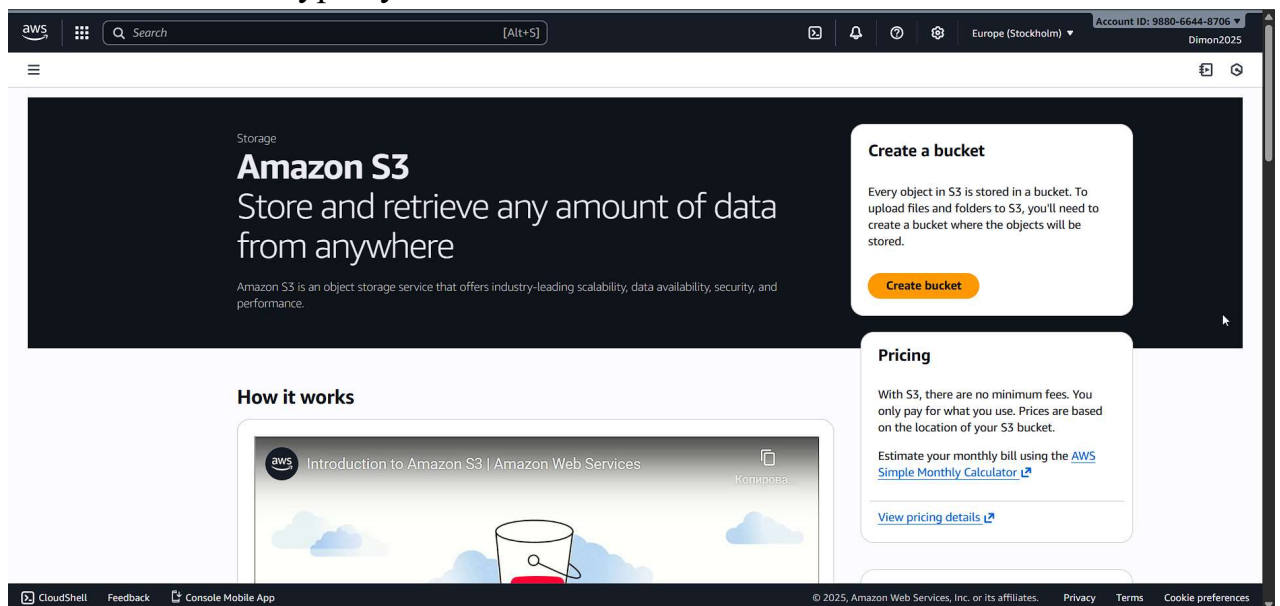 aws
Search
[Alt+S]
Europe (Stockholm) ▼
Account ID: 9880-6644-8706 ▼
Dimon2025
Storage
Amazon S3
Store and retrieve any amount of data
from anywhere
Amazon S3 is an object storage service that offers industry-leading scalability, data availability, security, and
performance.
Create a bucket
Every object in S3 is stored in a bucket. To
upload files and folders to S3, you'll need to
create a bucket where the objects will be
stored.
Create bucket
Pricing
With S3, there are no minimum fees. You
only pay for what you use. Prices are based
on the location of your S3 bucket.
Estimate your monthly bill using the AWS
Simple Monthly Calculator
View pricing details
How it works
aws
Introduction to Amazon S3 | Amazon Web Services
Копирова...
CloudShell
Feedback
Console Mobile App
© 2025, Amazon Web Services, Inc. or its affiliates.
Privacy
Terms
Cookie preferences